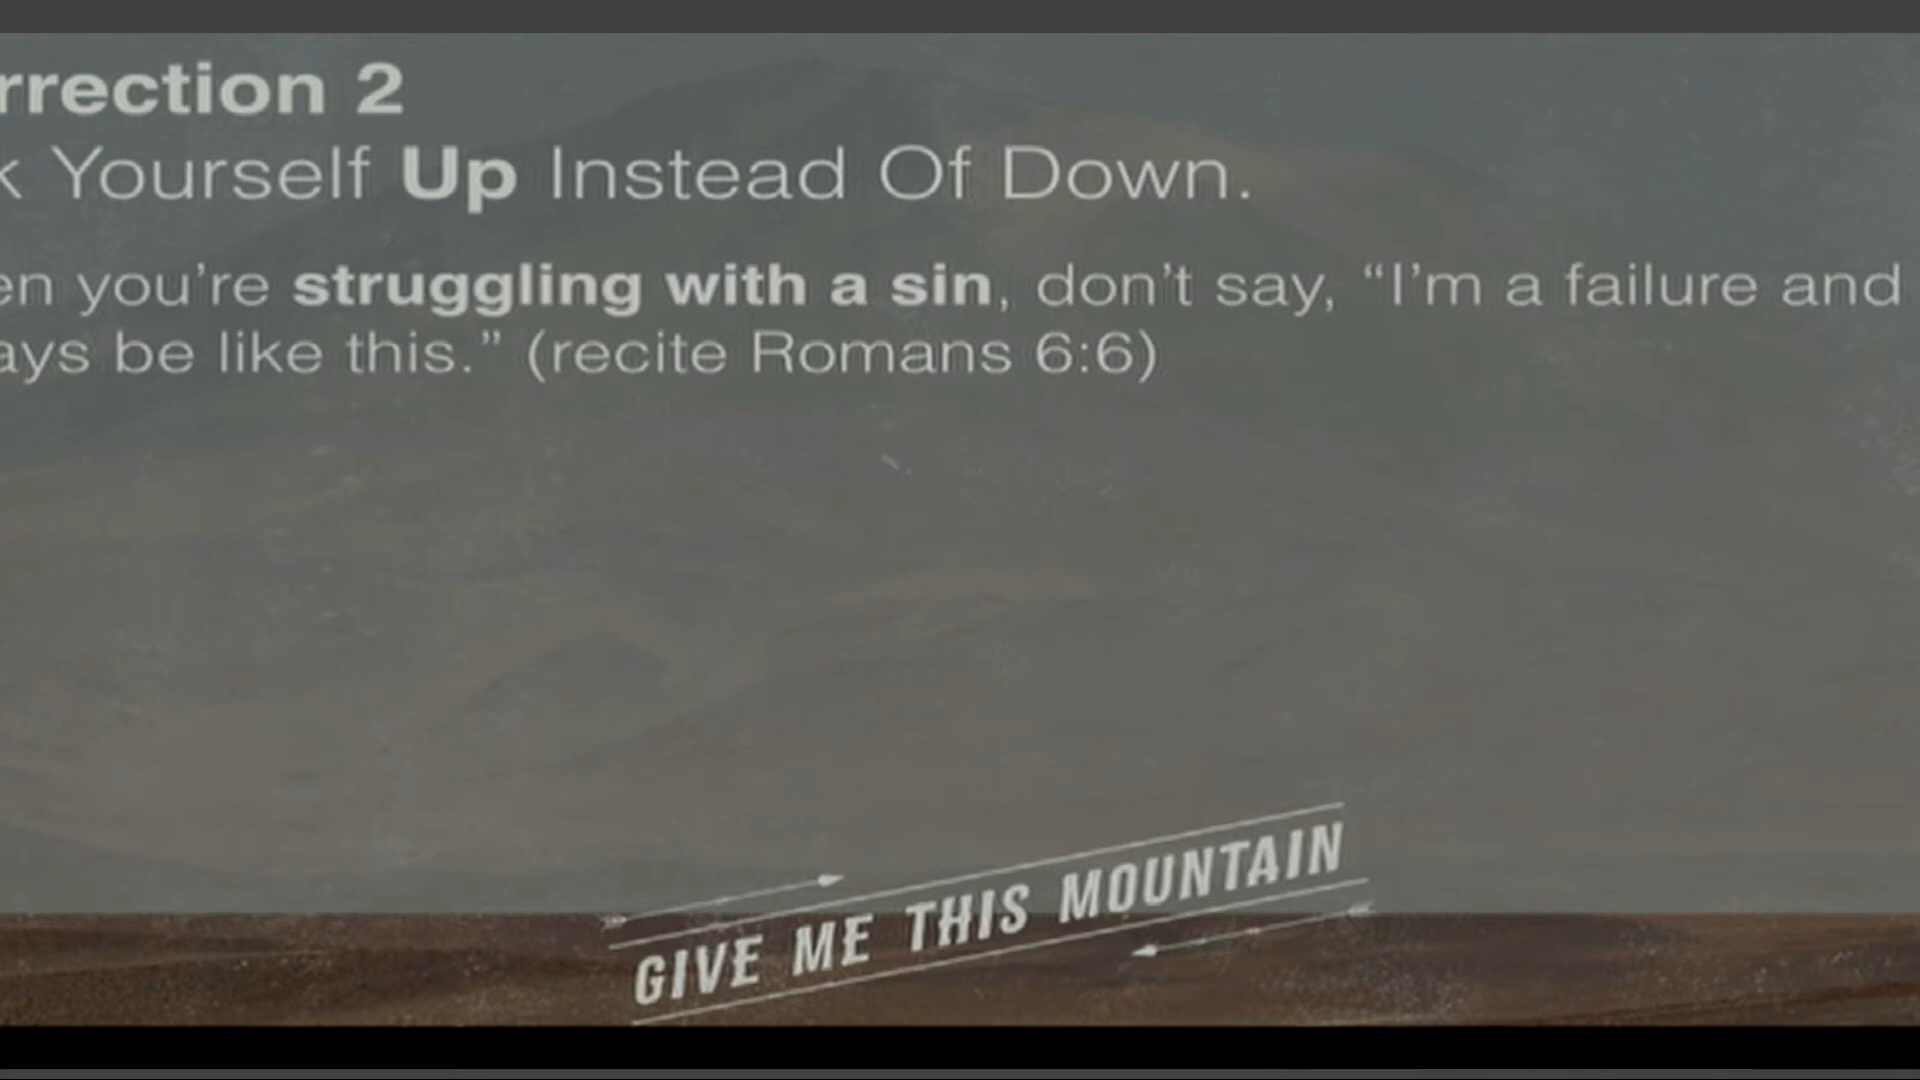 rrection 2
k Yourself Up Instead Of Down.
en you’re struggling with a sin, don’t say, “I’m a failure and
ays be like this.” (recite Romans 6:6)
GIVE ME THIS MOUNTAIN